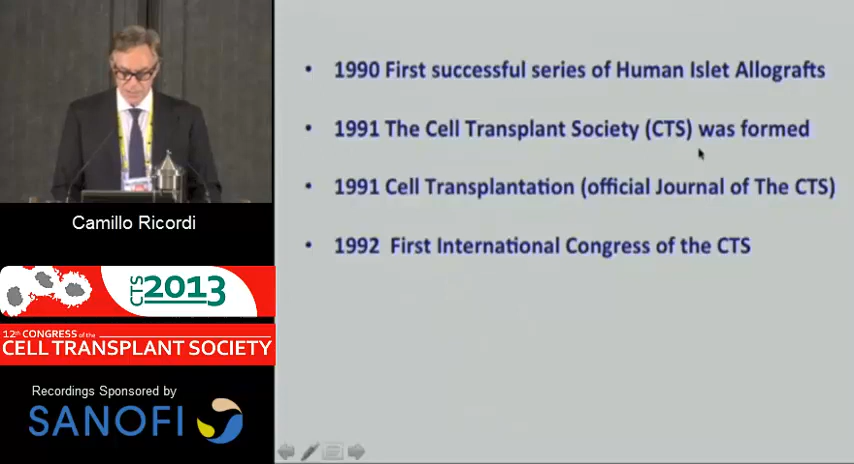 • 1990 First successful series of Human Islet Allografts
• 1991 The Cell Transplant Society (CTS) was formed
• 1991 Cell Transplantation (official Journal of The CTS)
• 1992 First International Congress of the CTS
Camillo Ricordi
CTS
2013
12th CONGRESS of the
CELL TRANSPLANT SOCIETY
Recordings Sponsored by
SANOFI